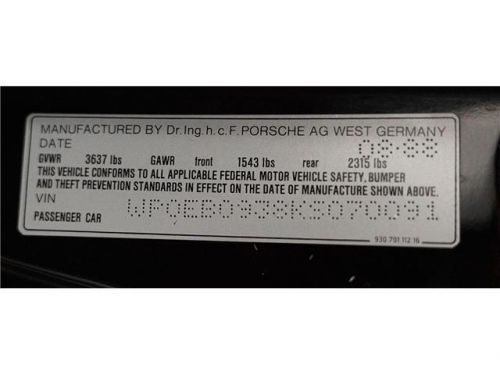 MANUFACTURED BY Dr.Ing.h.c.F.PORSCHE AG WEST GERMANY
DATE 08-88
GVWR 3637 lbs GAWR front 1543 lbs rear 2315 lbs
THIS VEHICLE CONFORMS TO ALL APPLICABLE FEDERAL MOTOR VEHICLE SAFETY, BUMPER
AND THEFT PREVENTION STANDARDS IN EFFECT ON THE DATE OF MANUFACTURE SHOWN ABOVE.
VIN WP0EB0938KS070091
PASSENGER CAR
930 701 112 16